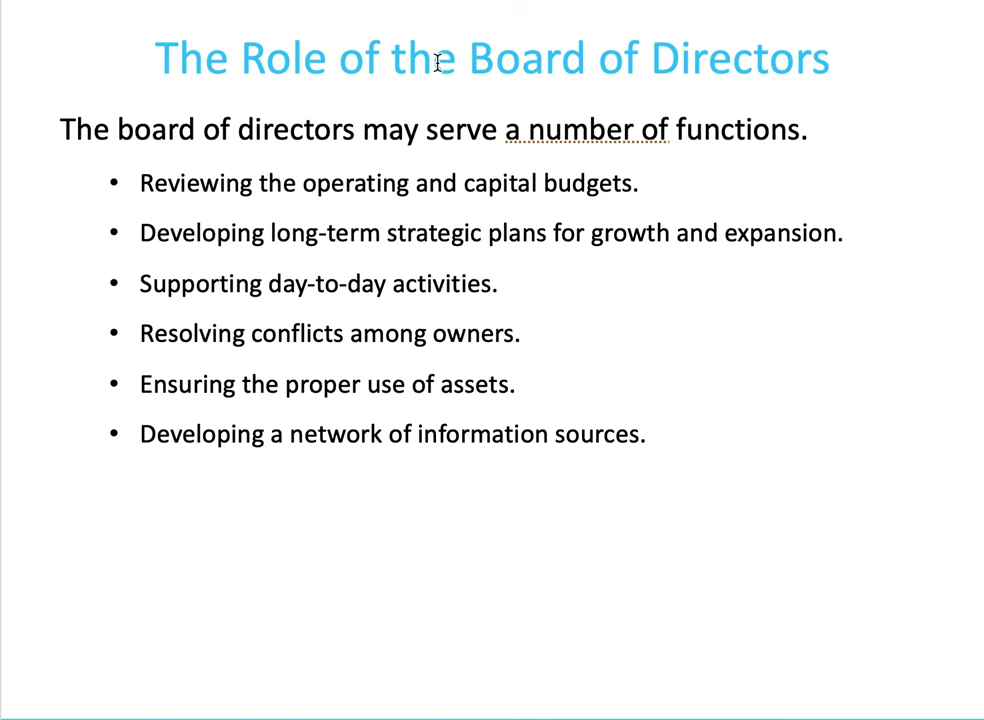 The Role of the Board of Directors
The board of directors may serve a number of functions.
• Reviewing the operating and capital budgets.
• Developing long-term strategic plans for growth and expansion.
• Supporting day-to-day activities.
• Resolving conflicts among owners.
• Ensuring the proper use of assets.
• Developing a network of information sources.